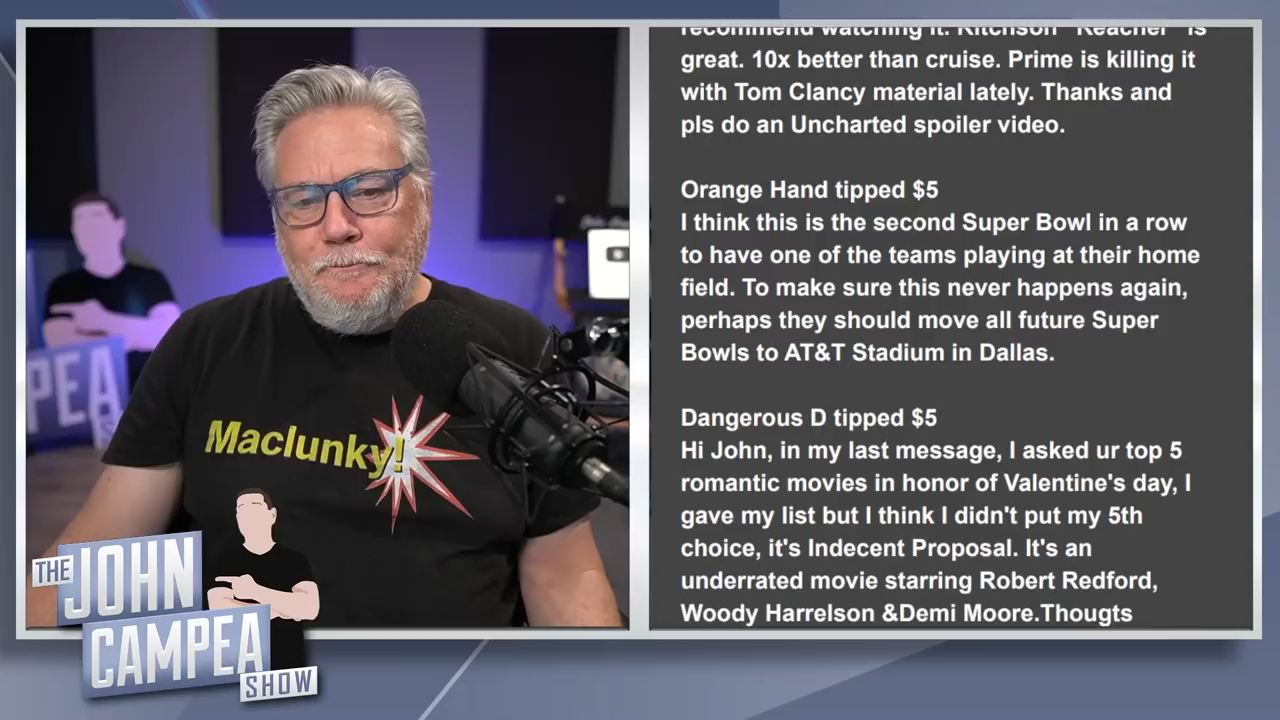 recommend watching it. Ritchson "Reacher" is
great. 10x better than cruise. Prime is killing it
with Tom Clancy material lately. Thanks and
pls do an Uncharted spoiler video.
Orange Hand tipped $5
I think this is the second Super Bowl in a row
to have one of the teams playing at their home
field. To make sure this never happens again,
perhaps they should move all future Super
Bowls to AT&T Stadium in Dallas.
Dangerous D tipped $5
Hi John, in my last message, I asked ur top 5
romantic movies in honor of Valentine's day, I
gave my list but I think I didn't put my 5th
choice, it's Indecent Proposal. It's an
underrated movie starring Robert Redford,
Woody Harrelson &Demi Moore.Thougts
Maclunky!
PEA
THE
JOHN
CAMPEA
SHOW